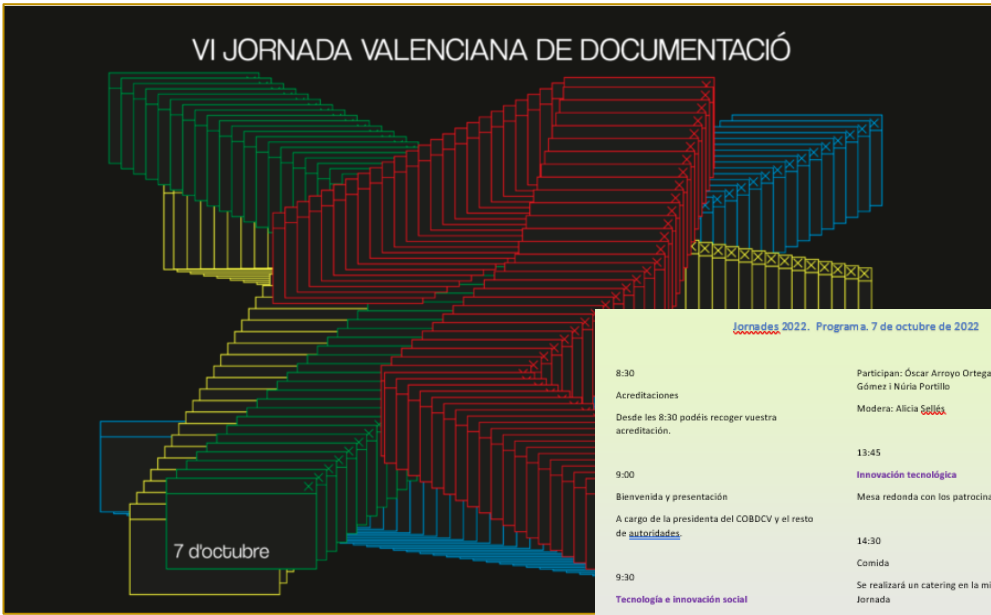 VI JORNADA VALENCIANA DE DOCUMENTACIÓ
7 d'octubre
Jornades 2022. Programa. 7 de octubre de 2022
8:30
Acreditaciones
Desde les 8:30 podéis recoger vuestra
acreditación.
9:00
Bienvenida y presentación
A cargo de la presidenta del COBDCV y el resto
de autoridades.
9:30
Tecnología e innovación social
Participan: Óscar Arroyo Ortega
Gómez i Núria Portillo
Modera: Alicia Sellés
13:45
Innovación tecnológica
Mesa redonda con los
14:30
Comida
Se realizará un catering en la
Jornada